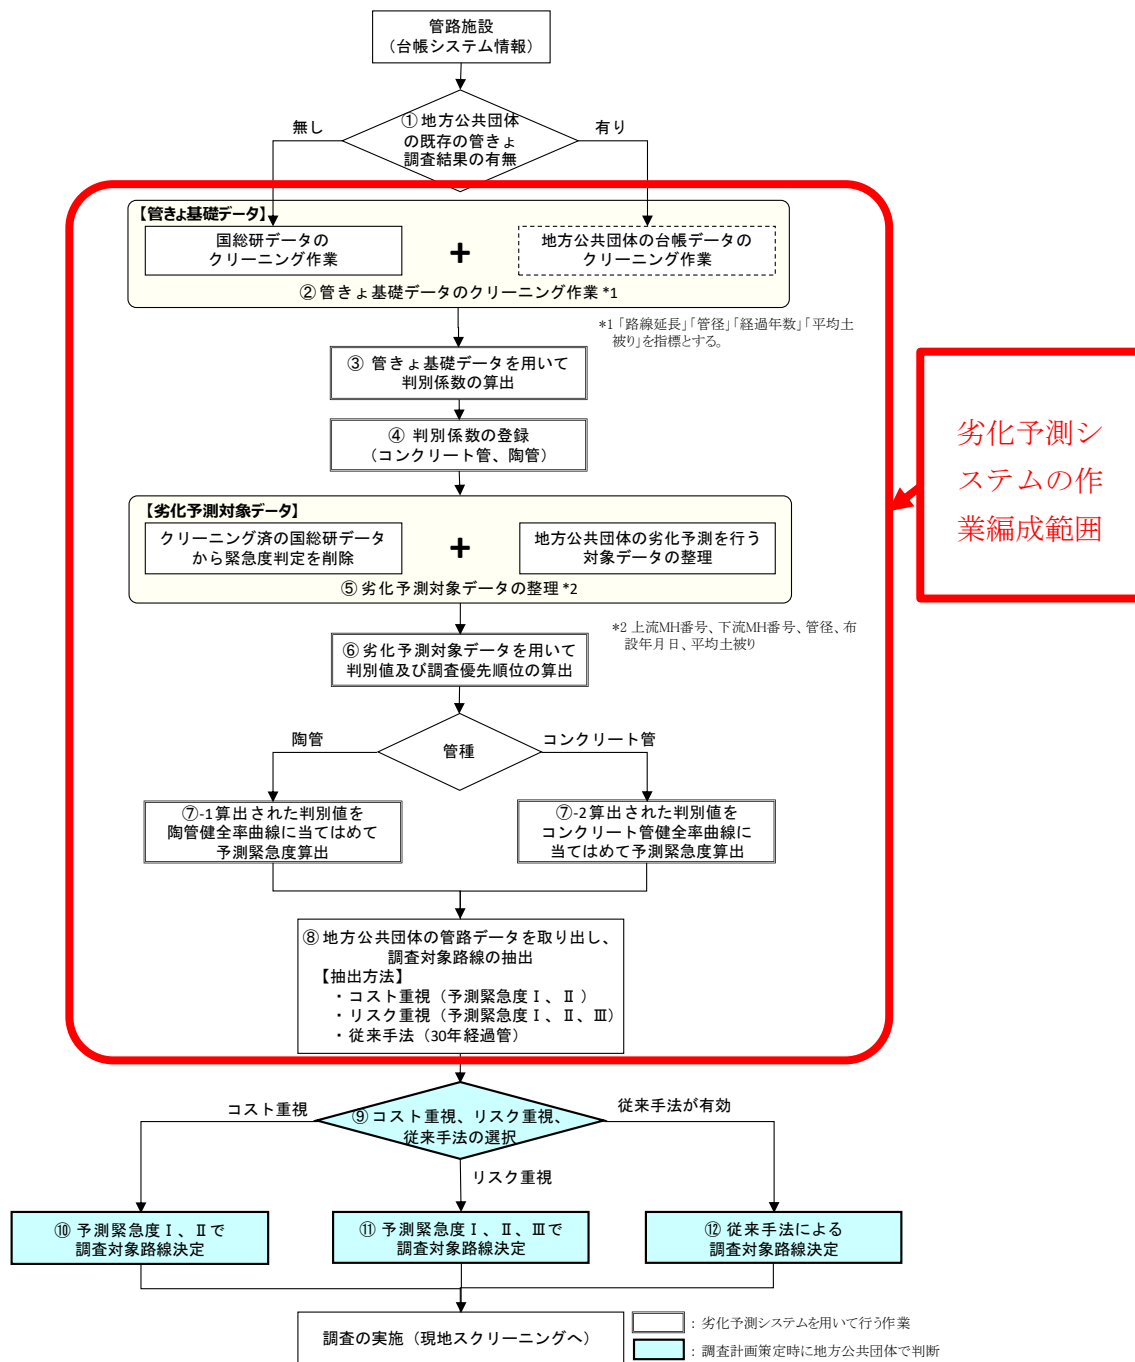 管路施設
（台帳システム情報）
①地方公共団体
の既存の管きょ
調査結果の有無
無し
有り
【管きょ基礎データ】
国総研データの
クリーニング作業
+
地方公共団体の台帳データの
クリーニング作業
②管きょ基礎データのクリーニング作業 *1
*1「路線延長」「管径」「経過年数」「平均土
被り」を指標とする。
③ 管きょ基礎データを用いて
判別係数の算出
④ 判別係数の登録
（コンクリート管、陶管）
劣化予測シ
ステムの作
業編成範囲
【劣化予測対象データ】
クリーニング済の国総研データ
から緊急度判定を削除
+
地方公共団体の劣化予測を行う
対象データの整理
⑤劣化予測対象データの整理 *2
*2 上流MH番号、下流MH番号、管径、布
設年月日、平均土被り
⑥劣化予測対象データを用いて
判別値及び調査優先順位の算出
管種
陶管
コンクリート管
⑦-1算出された判別値を
陶管健全率曲線に当てはめて
予測緊急度算出
⑦-2算出された判別値を
コンクリート管健全率曲線に
当てはめて予測緊急度算出
⑧地方公共団体の管路データを取り出し、
調査対象路線の抽出
【抽出方法】
・コスト重視（予測緊急度Ⅰ、Ⅱ）
・リスク重視（予測緊急度Ⅰ、Ⅱ、Ⅲ）
・従来手法（30年経過管）
⑨コスト重視、リスク重視、
従来手法の選択
コスト重視
従来手法が有効
リスク重視
⑩ 予測緊急度Ⅰ、Ⅱで
調査対象路線決定
⑪ 予測緊急度Ⅰ、Ⅱ、Ⅲで
調査対象路線決定
⑫ 従来手法による
調査対象路線決定
調査の実施（現地スクリーニングへ）
：劣化予測システムを用いて行う作業
：調査計画策定時に地方公共団体で判断